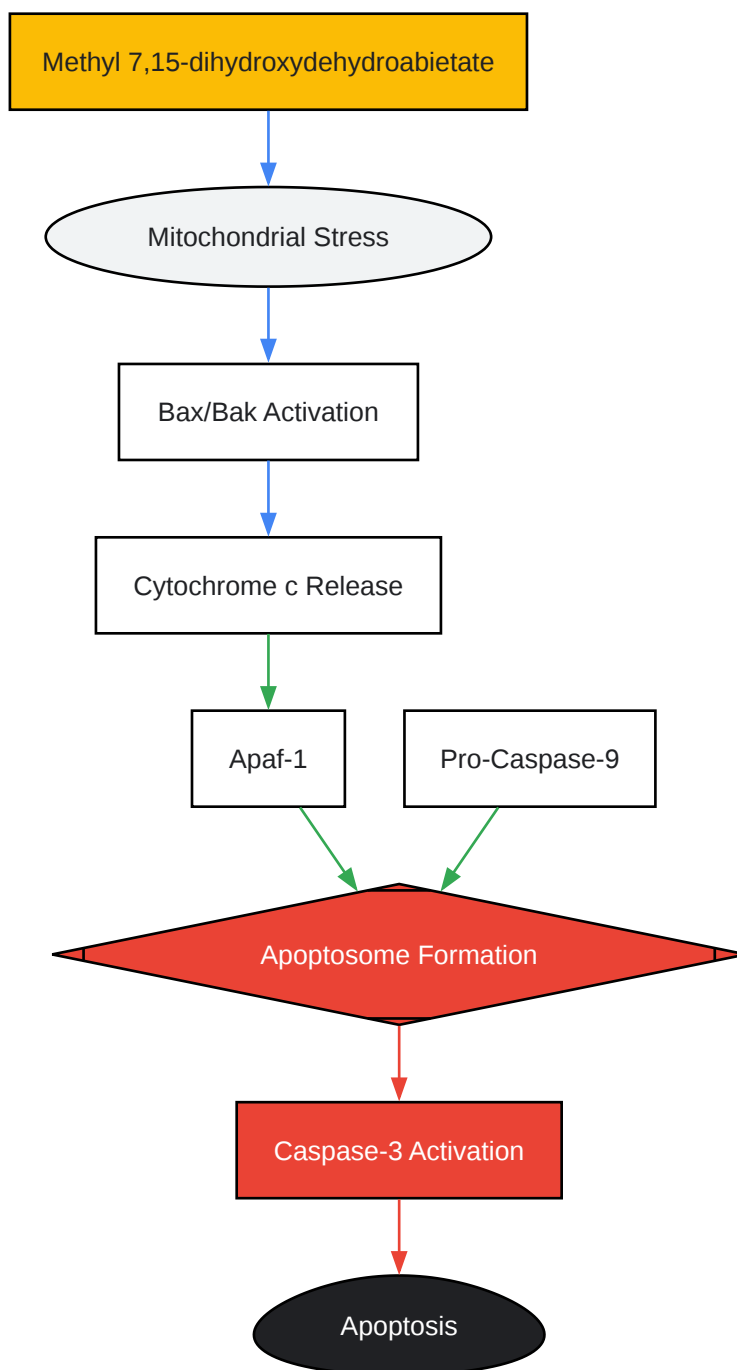 Methyl 7,15-dihydroxydehydroabietate
Mitochondrial Stress
Bax/Bak Activation
Cytochrome c Release
Apaf-1
Pro-Caspase-9
Apoptosome Formation
Caspase-3 Activation
Apoptosis